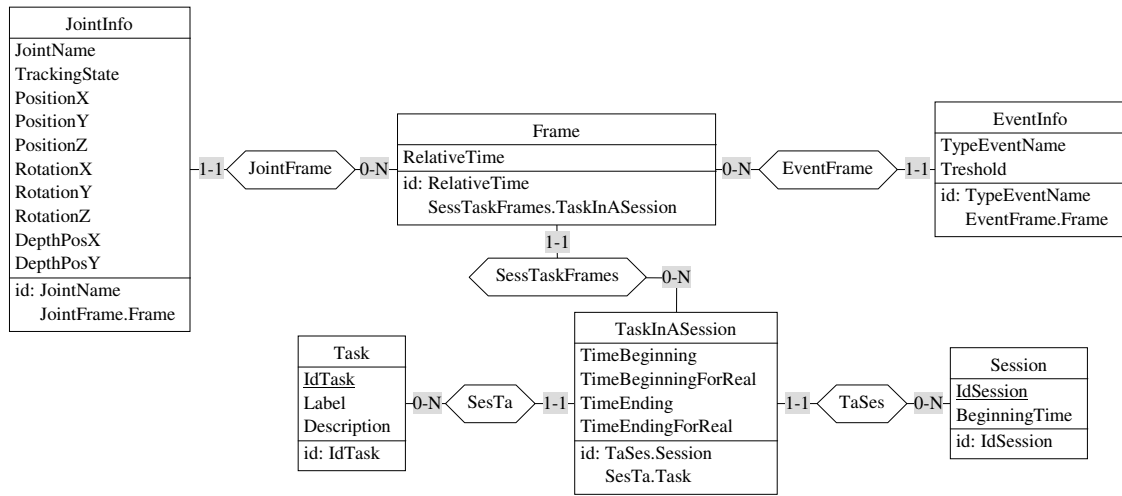 JointInfo
JointName
TrackingState
PositionX
PositionY
PositionZ
RotationX
RotationY
RotationZ
DepthPosX
DepthPosY
id: JointName
JointFrame.Frame
1-1
JointFrame
0-N
Frame
RelativeTime
id: RelativeTime
SessTaskFrames.TaskInASession
0-N
EventFrame
1-1
EventInfo
TypeEventName
Treshold
id: TypeEventName
EventFrame.Frame
1-1
SessTaskFrames
0-N
Task
IdTask
Label
Description
id: IdTask
0-N
SesTa
1-1
TaskInASession
TimeBeginning
TimeBeginningForReal
TimeEnding
TimeEndingForReal
id: TaSes.Session
SesTa.Task
1-1
TaSes
0-N
Session
IdSession
BeginningTime
id: IdSession